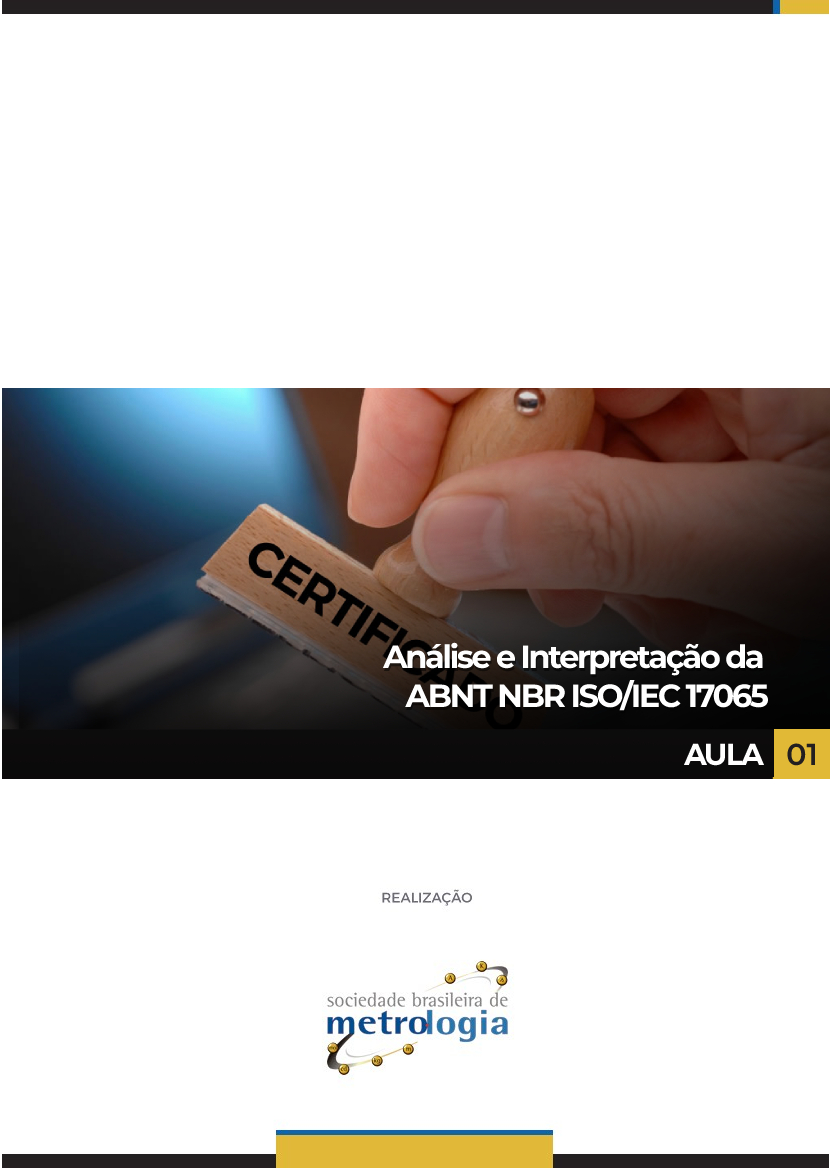 CERTIFICADO
Análise e Interpretação da
ABNT NBR ISO/IEC 17065
AULA 01
REALIZAÇÃO
sociedade brasileira de
metrologia